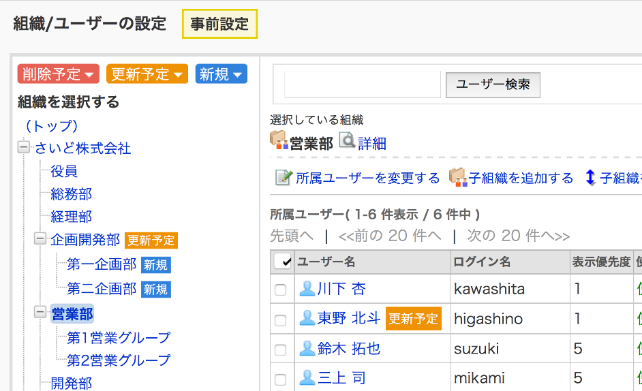 組織/ユーザーの設定 事前設定
削除予定 更新予定 新規
組織を選択する
（トップ）
さいど株式会社
役員
総務部
経理部
企画開発部 更新予定
第一企画部 新規
第二企画部 新規
営業部
第1営業グループ
第2営業グループ
開発部
ユーザー検索
選択している組織
営業部 詳細
所属ユーザーを変更する 子組織を追加する 子組織
所属ユーザー( 1-6 件表示 / 6 件中 )
先頭へ | <<前の 20 件へ | 次の 20 件へ>>
ユーザー名 ログイン名 表示優先度
川下 杏 kawashita 1
東野 北斗 更新予定 higashino 1
鈴木 拓也 suzuki 5
三上 司 mikami 5